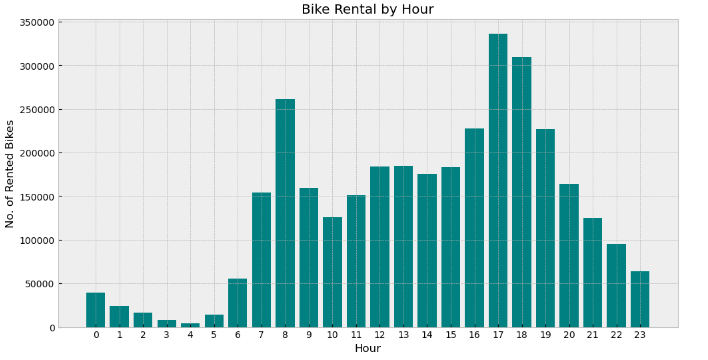 Bike Rental by Hour
350000
300000
250000
200000
150000
100000
50000
0
No. of Rented Bikes
0 1 2 3 4 5 6 7 8 9 10 11 12 13 14 15 16 17 18 19 20 21 22 23
Hour